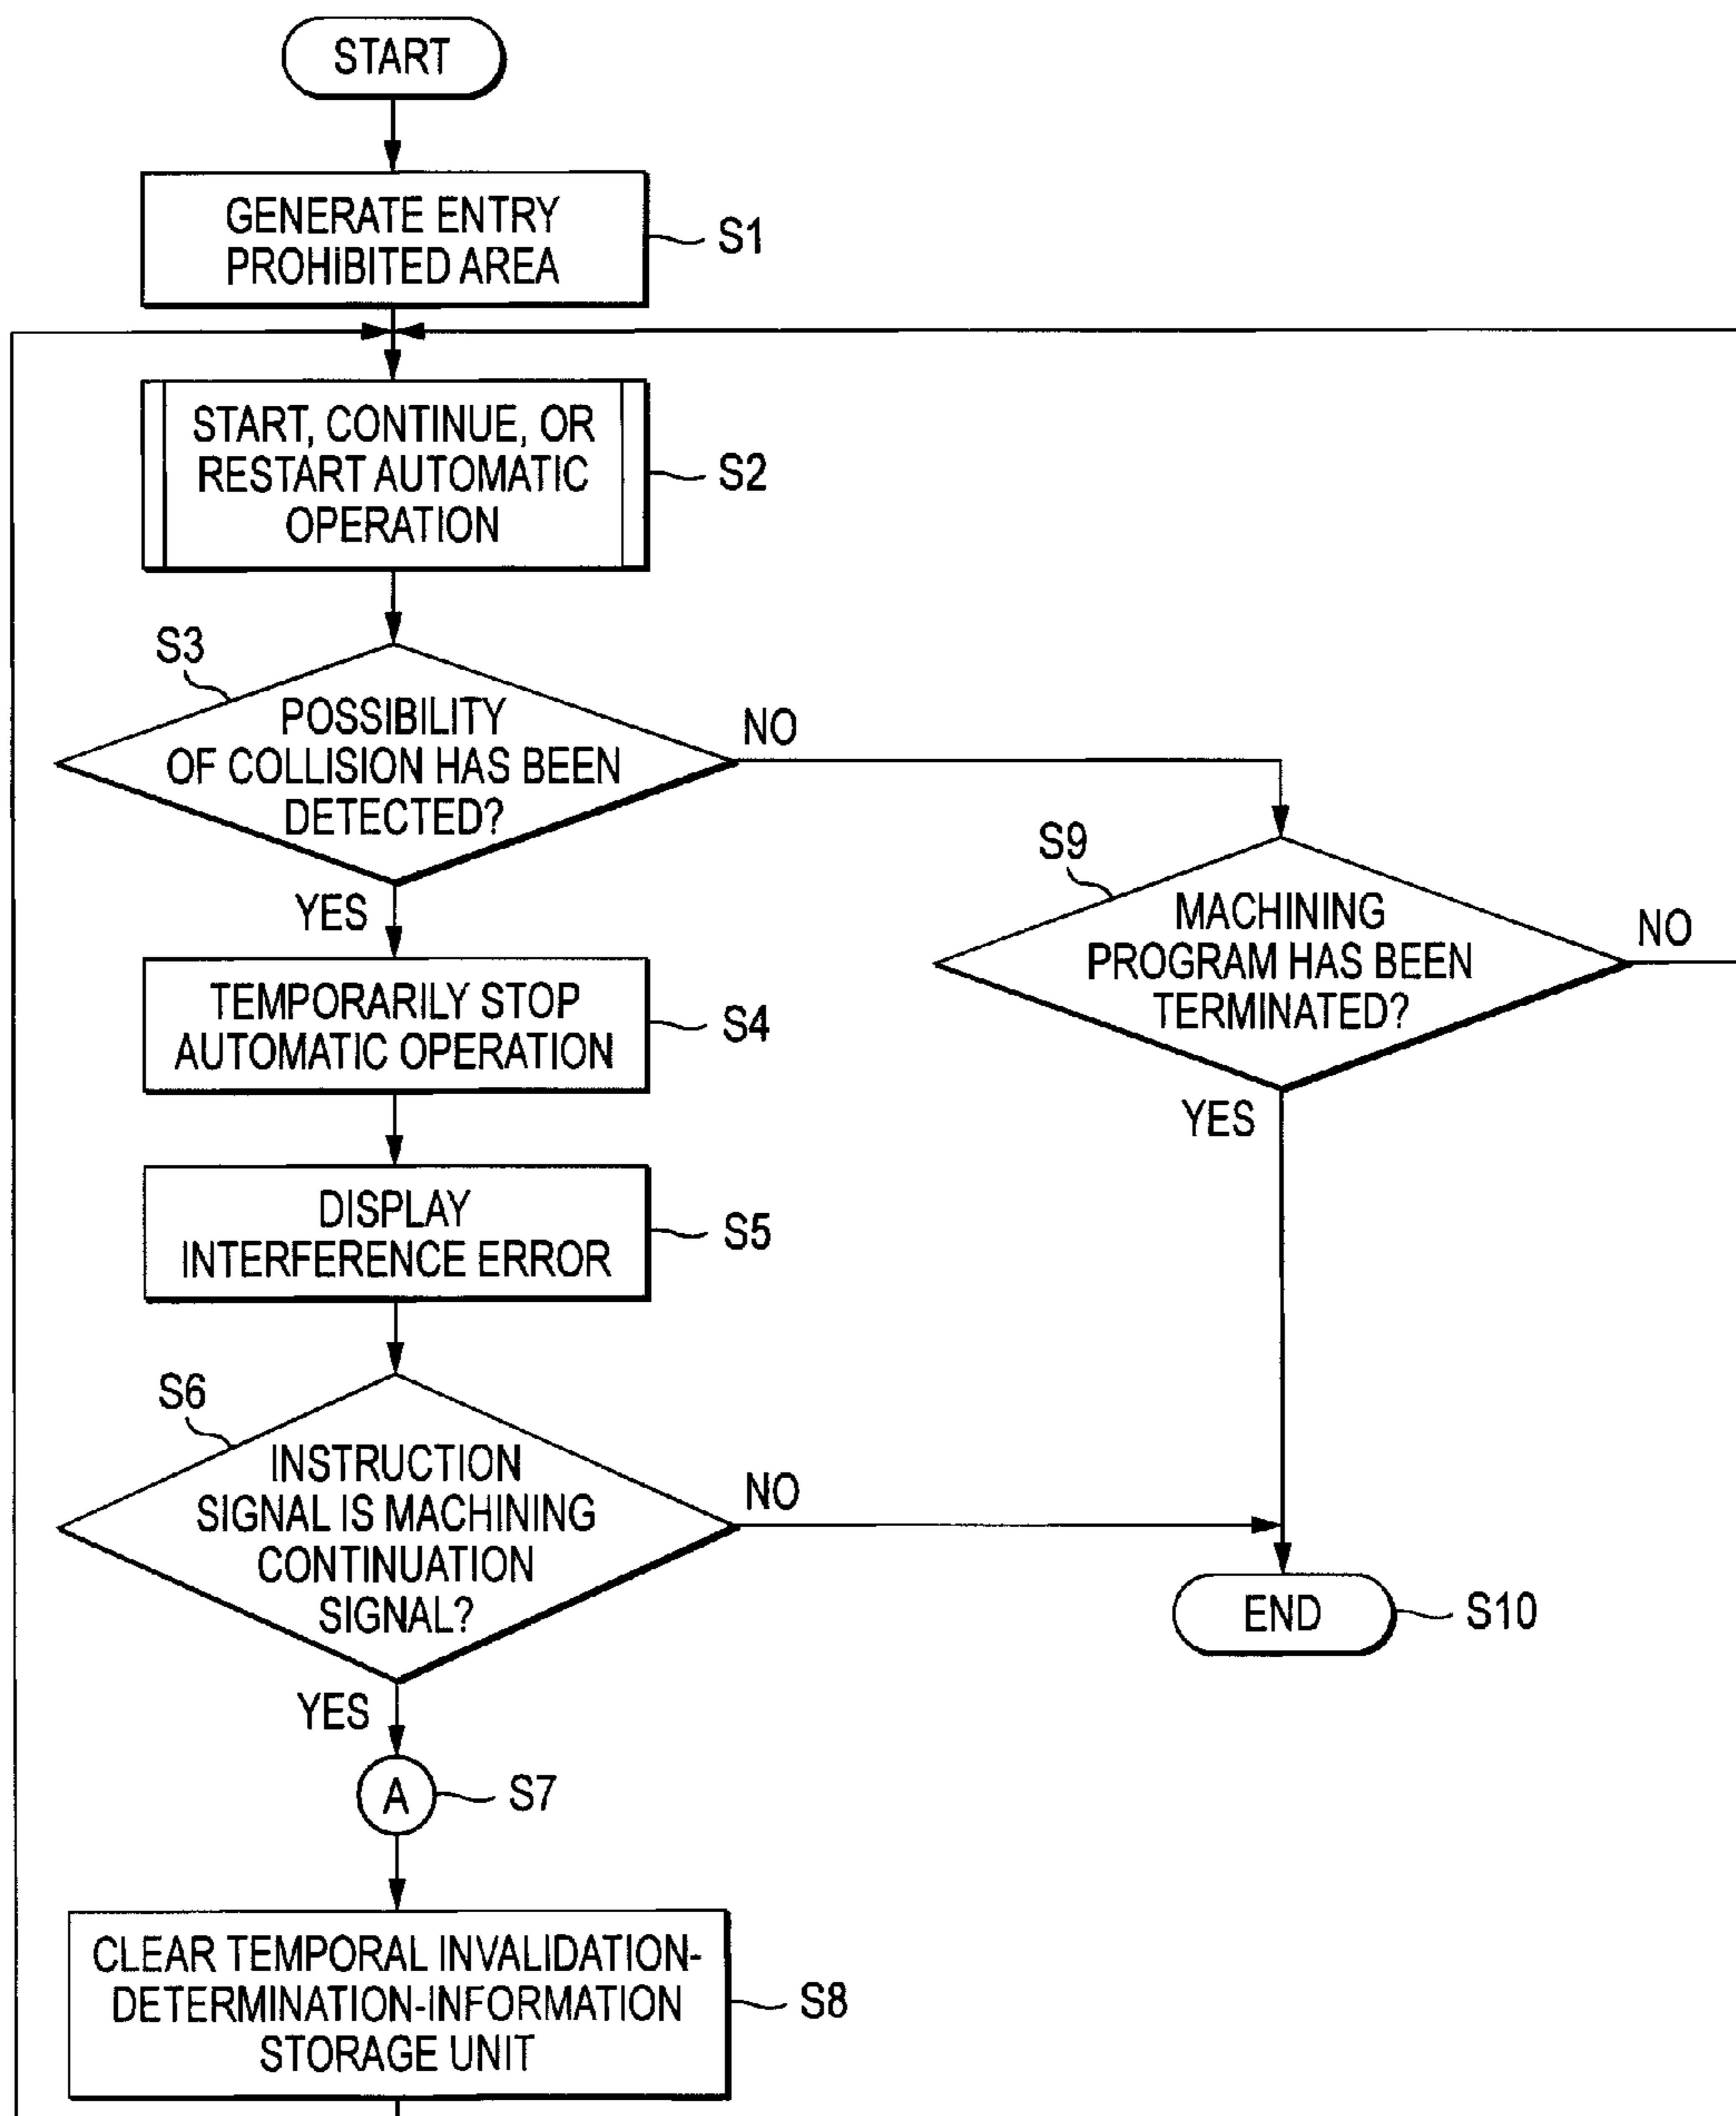 START
GENERATE ENTRY
PROHIBITED AREA
S1
START, CONTINUE, OR
RESTART AUTOMATIC
OPERATION
S2
S3
POSSIBILITY
OF COLLISION HAS BEEN
DETECTED?
NO
YES
S9
MACHINING
PROGRAM HAS BEEN
TERMINATED?
NO
YES
TEMPORARILY STOP
AUTOMATIC OPERATION
S4
DISPLAY
INTERFERENCE ERROR
S5
S6
INSTRUCTION
SIGNAL IS MACHINING
CONTINUATION
SIGNAL?
NO
YES
END
S10
A
S7
CLEAR TEMPORAL INVALIDATION-
DETERMINATION-INFORMATION
STORAGE UNIT
S8